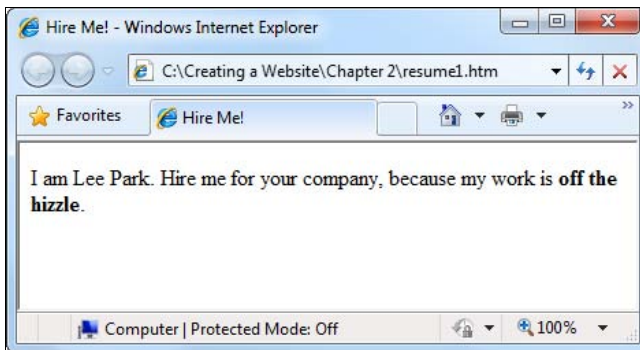 Hire Me! - Windows Internet Explorer
C:\Creating a Website\Chapter 2\resume1.htm
Favorites
Hire Me!
»
I am Lee Park. Hire me for your company, because my work is off the
hizzle.
Computer | Protected Mode: Off
100%